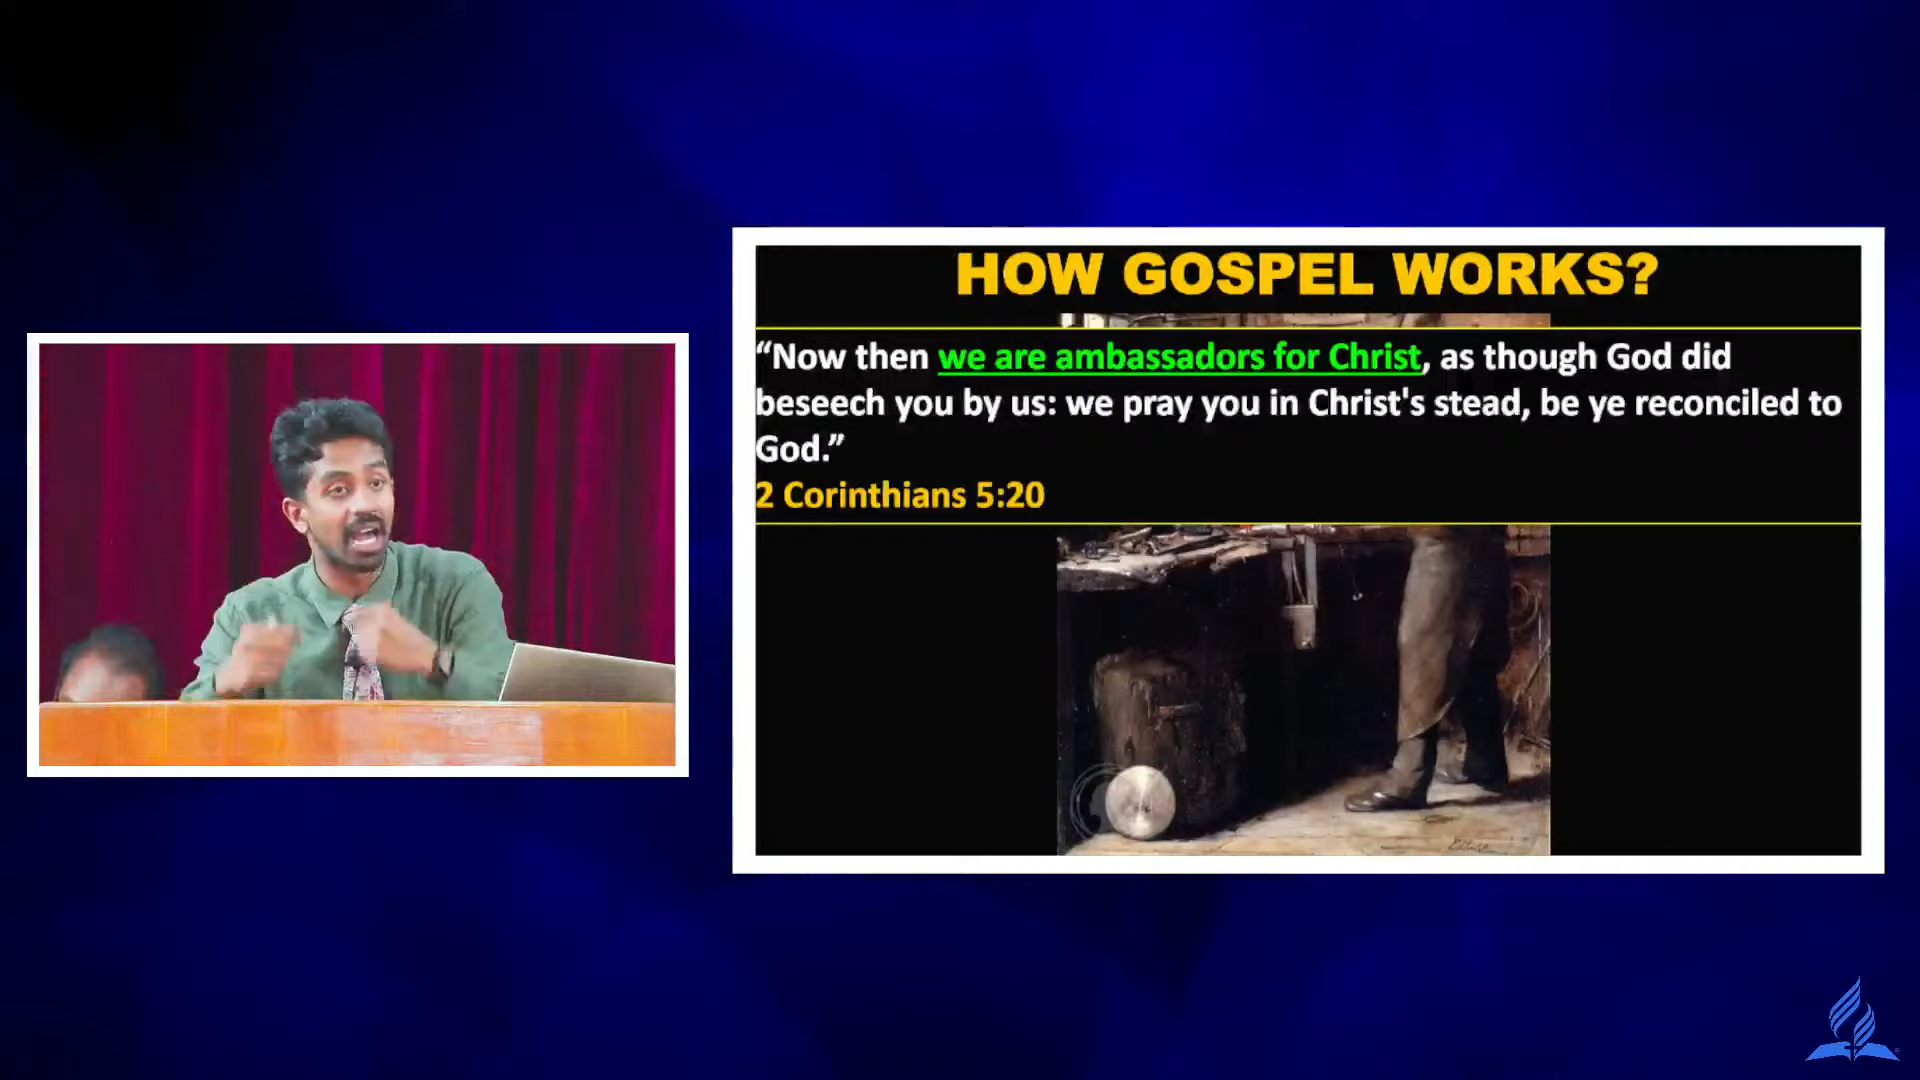 HOW GOSPEL WORKS?
“Now then we are ambassadors for Christ, as though God did
beseech you by us: we pray you in Christ's stead, be ye reconciled to
God.”
2 Corinthians 5:20